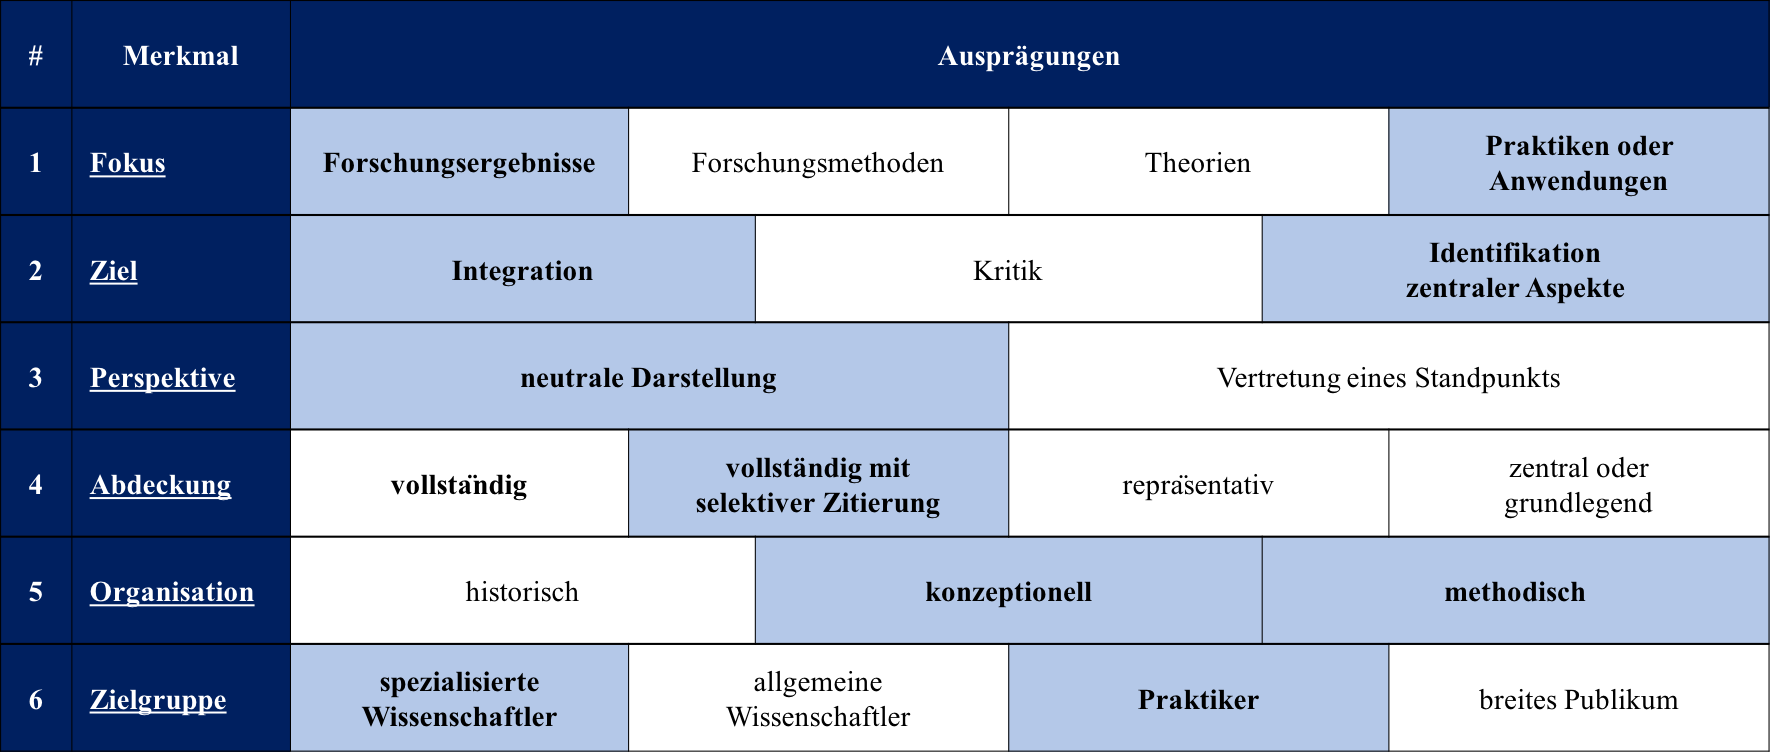 # Merkmal Ausprägungen
1 Fokus Forschungsergebnisse Forschungsmethoden Theorien Praktiken oder
Anwendungen
2 Ziel Integration Kritik Identifikation
zentraler Aspekte
3 Perspektive neutrale Darstellung Vertretung eines Standpunkts
4 Abdeckung vollständig vollständig mit
selektiver Zitierung repräsentativ zentral oder
grundlegend
5 Organisation historisch konzeptionell methodisch
6 Zielgruppe spezialisierte
Wissenschaftler allgemeine
Wissenschaftler Praktiker breites Publikum